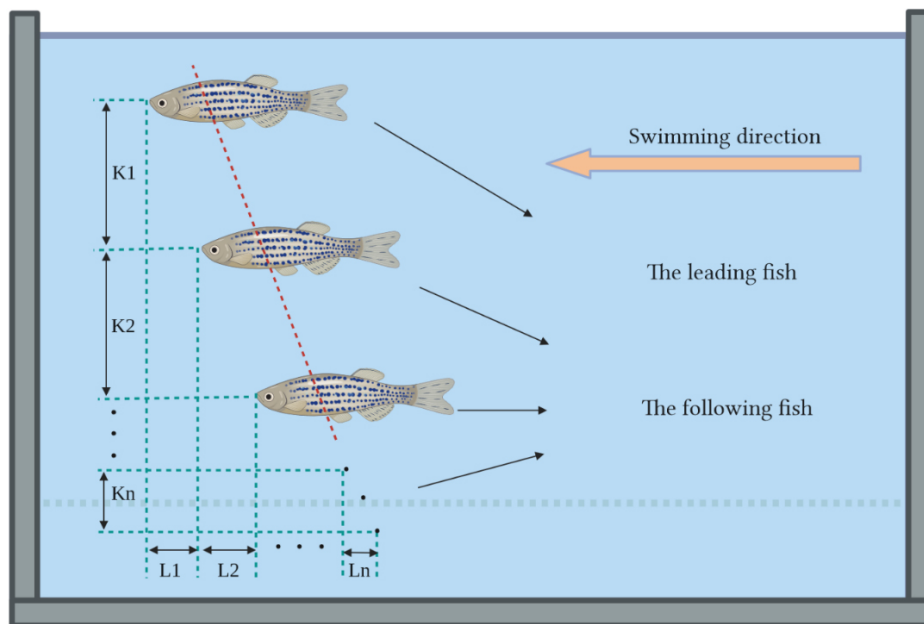 Swimming direction
K1
The leading fish
K2
The following fish
Kn
L1
L2
Ln